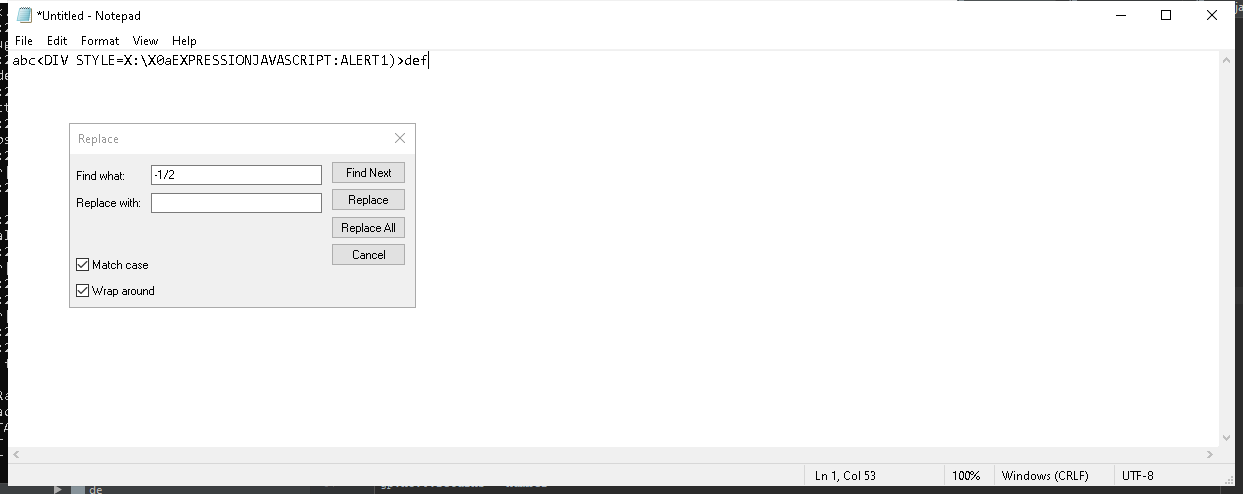 *Untitled - Notepad
File Edit Format View Help
abc<DIV STYLE=X:\X0aEXPRESSIONJAVASCRIPT:ALERT1)>def
Replace
Find what: -1/2 Find Next
Replace with: Replace
Replace All
Cancel
Match case
Wrap around
Ln 1, Col 53 100% Windows (CRLF) UTF-8
de